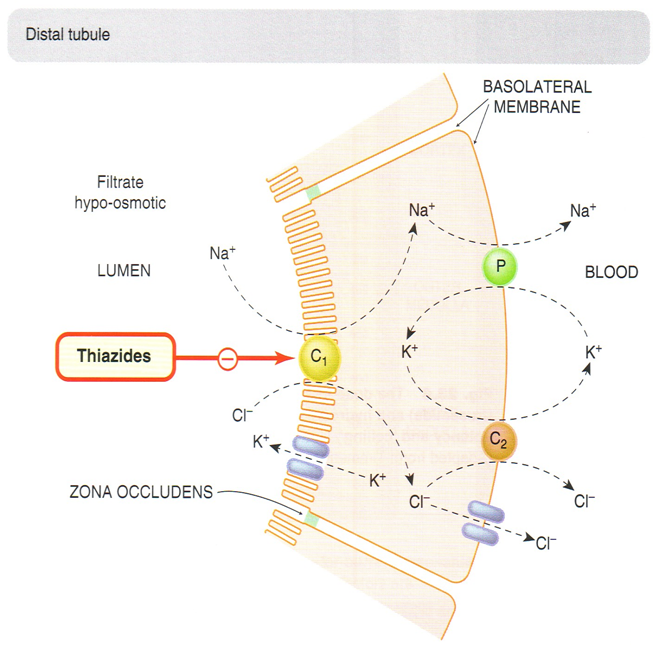 Distal tubule
BASOLATERAL
MEMBRANE
Filtrate
hypo-osmotic
Na⁺
Na⁺
Na⁺
LUMEN
P
BLOOD
Thiazides
−
C₁
K⁺
K⁺
Cl⁻
K⁺
C₂
K⁺
ZONA OCCLUDENS
Cl⁻
Cl⁻
Cl⁻